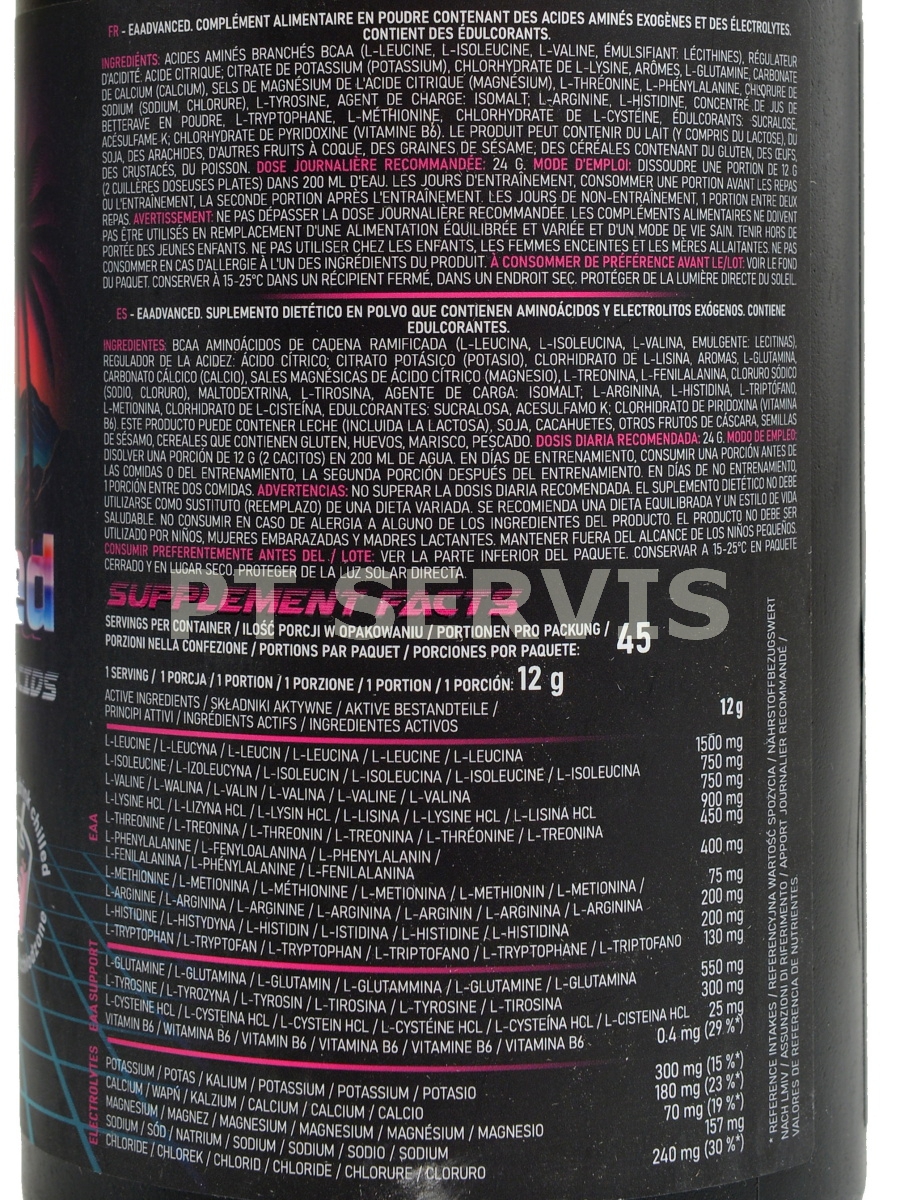 FR - EAADVANCED. COMPLÉMENT ALIMENTAIRE EN POUDRE CONTENANT DES ACIDES AMINÉS EXOGÈNES ET DES ÉLECTROLYTES.
CONTIENT DES ÉDULCORANTS.
INGREDIÉNTS: ACIDES AMINÉS BRANCHÉS BCAA (L-LEUCINE, L-ISOLEUCINE, L-VALINE, ÉMULSIFIANT: LÉCITHINES), RÉGULATEUR
D'ACIDITÉ: ACIDE CITRIQUE; CITRATE DE POTASSIUM (POTASSIUM), CHLORHYDRATE DE L-LYSINE, ARÔMES, L-GLUTAMINE, CARBONATE
DE CALCIUM (CALCIUM), SELS DE MAGNÉSIUM DE L'ACIDE CITRIQUE (MAGNÉSIUM), L-THRÉONINE, L-PHÉNYLALANINE, CHLORURE DE
SODIUM (SODIUM, CHLORURE), L-TYROSINE, AGENT DE CHARGE: ISOMALT; L-ARGININE, L-HISTIDINE, CONCENTRÉ DE JUS DE
BETTERAVE EN POUDRE, L-TRYPTOPHANE, L-MÉTHIONINE, CHLORHYDRATE DE L-CYSTÉINE, ÉDULCORANTS: SUCRALOSE,
ACÉSULFAME-K; CHLORHYDRATE DE PYRIDOXINE (VITAMINE B6). LE PRODUIT PEUT CONTENIR DU LAIT (Y COMPRIS DU LACTOSE), DU
SOJA, DES ARACHIDES, D'AUTRES FRUITS À COQUE, DES GRAINES DE SÉSAME; DES CÉRÉALES CONTENANT DU GLUTEN, DES ŒUFS,
DES CRUSTACÉS, DU POISSON. DOSE JOURNALIÈRE RECOMMANDÉE: 24 G. MODE D'EMPLOI: DISSOUDRE UNE PORTION DE 12 G
(2 CUILLÈRES DOSEUSES PLATES) DANS 200 ML D'EAU. LES JOURS D'ENTRAÎNEMENT, CONSOMMER UNE PORTION AVANT LES REPAS
OU L'ENTRAÎNEMENT, LA SECONDE PORTION APRÈS L'ENTRAÎNEMENT. LES JOURS DE NON-ENTRAÎNEMENT, 1 PORTION ENTRE DEUX
REPAS. AVERTISSEMENT: NE PAS DÉPASSER LA DOSE JOURNALIÈRE RECOMMANDÉE. LES COMPLÉMENTS ALIMENTAIRES NE DOIVENT
PAS ÊTRE UTILISÉS EN REMPLACEMENT D'UNE ALIMENTATION ÉQUILIBRÉE ET VARIÉE ET D'UN MODE DE VIE SAIN. TENIR HORS DE
PORTÉE DES JEUNES ENFANTS. NE PAS UTILISER CHEZ LES ENFANTS, LES FEMMES ENCEINTES ET LES MÈRES ALLAITANTES. NE PAS
CONSOMMER EN CAS D'ALLERGIE À L'UN DES INGRÉDIENTS DU PRODUIT. À CONSOMMER DE PRÉFÉRENCE AVANT LE/LOT: VOIR LE FOND
DU PAQUET. CONSERVER À 15-25°C DANS UN RÉCIPIENT FERMÉ, DANS UN ENDROIT SEC. PROTÉGER DE LA LUMIÈRE DIRECTE DU SOLEIL.
ES - EAADVANCED. SUPLEMENTO DIETÉTICO EN POLVO QUE CONTIENEN AMINOÁCIDOS Y ELECTROLITOS EXÓGENOS. CONTIENE
EDULCORANTES.
INGREDIENTES: BCAA AMINOÁCIDOS DE CADENA RAMIFICADA (L-LEUCINA, L-ISOLEUCINA, L-VALINA, EMULGENTE: LECITINAS),
REGULADOR DE LA ACIDEZ: ÁCIDO CÍTRICO; CITRATO POTÁSICO (POTASIO), CLORHIDRATO DE LISINA, AROMAS, L-GLUTAMINA,
CARBONATO CÁLCICO (CALCIO), SALES MAGNÉSICAS DE ÁCIDO CÍTRICO (MAGNESIO), L-TREONINA, L-FENILALANINA, CLORURO SÓDICO
(SODIO, CLORURO), MALTODEXTRINA, L-TIROSINA, AGENTE DE CARGA: ISOMALT; L-ARGININA, L-HISTIDINA, L-TRIPTÓFANO,
L-METIONINA, CLORHIDRATO DE L-CISTEÍNA, EDULCORANTES: SUCRALOSA, ACESULFAMO K; CLORHIDRATO DE PIRIDOXINA (VITAMINA
B6). ESTE PRODUCTO PUEDE CONTENER LECHE (INCLUIDA LA LACTOSA), SOJA, CACAHUETES, OTROS FRUTOS DE CÁSCARA, SEMILLAS
DE SÉSAMO, CEREALES QUE CONTIENEN GLUTEN, HUEVOS, MARISCO, PESCADO. DOSIS DIARIA RECOMENDADA: 24 G. MODO DE EMPLEO:
DISOLVER UNA PORCIÓN DE 12 G (2 CACITOS) EN 200 ML DE AGUA. EN DÍAS DE ENTRENAMIENTO, CONSUMIR UNA PORCIÓN ANTES DE
LAS COMIDAS O DEL ENTRENAMIENTO, LA SEGUNDA PORCIÓN DESPUÉS DEL ENTRENAMIENTO. EN DÍAS DE NO ENTRENAMIENTO,
1 PORCIÓN ENTRE DOS COMIDAS. ADVERTENCIAS: NO SUPERAR LA DOSIS DIARIA RECOMENDADA. EL SUPLEMENTO DIETÉTICO NO DEBE
UTILIZARSE COMO SUSTITUTO (REEMPLAZO) DE UNA DIETA VARIADA. SE RECOMIENDA UNA DIETA EQUILIBRADA Y UN ESTILO DE VIDA
SALUDABLE. NO CONSUMIR EN CASO DE ALERGIA A ALGUNO DE LOS INGREDIENTES DEL PRODUCTO. EL PRODUCTO NO DEBE SER
UTILIZADO POR NIÑOS, MUJERES EMBARAZADAS Y MADRES LACTANTES. MANTENER FUERA DEL ALCANCE DE LOS NIÑOS PEQUEÑOS.
CONSUMIR PREFERENTEMENTE ANTES DEL / LOTE: VER LA PARTE INFERIOR DEL PAQUETE. CONSERVAR A 15-25°C EN PAQUETE
CERRADO Y EN LUGAR SECO. PROTEGER DE LA LUZ SOLAR DIRECTA.
PT SERVIS
SUPPLEMENT FACTS
SERVINGS PER CONTAINER / ILOŚĆ PORCJI W OPAKOWANIU / PORTIONEN PRO PACKUNG /
PORZIONI NELLA CONFEZIONE / PORTIONS PAR PAQUET / PORCIONES POR PAQUETE: 45
1 SERVING / 1 PORCJA / 1 PORTION / 1 PORZIONE / 1 PORTION / 1 PORCIÓN: 12 g
ACTIVE INGREDIENTS / SKŁADNIKI AKTYWNE / AKTIVE BESTANDTEILE /
PRINCIPI ATTIVI / INGRÉDIENTS ACTIFS / INGREDIENTES ACTIVOS 12 g
EAA
L-LEUCINE / L-LEUCYNA / L-LEUCIN / L-LEUCINA / L-LEUCINE / L-LEUCINA 1500 mg
L-ISOLEUCINE / L-IZOLEUCYNA / L-ISOLEUCIN / L-ISOLEUCINA / L-ISOLEUCINE / L-ISOLEUCINA 750 mg
L-VALINE / L-WALINA / L-VALIN / L-VALINA / L-VALINE / L-VALINA 750 mg
L-LYSINE HCL / L-LIZYNA HCL / L-LYSIN HCL / L-LISINA / L-LYSINE HCL / L-LISINA HCL 900 mg
L-THREONINE / L-TREONINA / L-THREONIN / L-TREONINA / L-THRÉONINE / L-TREONINA 450 mg
L-PHENYLALANINE / L-FENYLOALANINA / L-PHENYLALANIN /
L-FENILALANINA / L-PHÉNYLALANINE / L-FENILALANINA 400 mg
L-METHIONINE / L-METIONINA / L-MÉTHIONINE / L-METIONINA / L-METHIONIN / L-METIONINA / 75 mg
L-ARGININE / L-ARGININA / L-ARGININE / L-ARGININA / L-ARGININ / L-ARGININA / L-ARGININA 200 mg
L-HISTIDINE / L-HISTYDYNA / L-HISTIDIN / L-ISTIDINA / L-HISTIDINE / L-HISTIDINA 200 mg
L-TRYPTOPHAN / L-TRYPTOFAN / L-TRYPTOPHAN / L-TRIPTOFANO / L-TRYPTOPHANE / L-TRIPTOFANO 130 mg
EAA SUPPORT
L-GLUTAMINE / L-GLUTAMINA / L-GLUTAMIN / L-GLUTAMMINA / L-GLUTAMINE / L-GLUTAMINA 550 mg
L-TYROSINE / L-TYROZYNA / L-TYROSIN / L-TIROSINA / L-TYROSINE / L-TIROSINA 300 mg
L-CYSTEINE HCL / L-CYSTEINA HCL / L-CYSTEIN HCL / L-CYSTÉINE HCL / L-CYSTEÍNA HCL / L-CISTEINA HCL 25 mg
VITAMIN B6 / WITAMINA B6 / VITAMIN B6 / VITAMINA B6 / VITAMINE B6 / VITAMINA B6 0.4 mg (29 %*)
ELECTROLYTES
POTASSIUM / POTAS / KALIUM / POTASSIUM / POTASSIUM / POTASIO 300 mg (15 %*)
CALCIUM / WAPŃ / KALZIUM / CALCIUM / CALCIUM / CALCIO 180 mg (23 %*)
MAGNESIUM / MAGNEZ / MAGNESIUM / MAGNESIUM / MAGNÉSIUM / MAGNESIO 70 mg (19 %*)
SODIUM / SÓD / NATRIUM / SODIUM / SODIO / SODIUM 157 mg
CHLORIDE / CHLOREK / CHLORID / CHLORIDE / CHLORURE / CLORURO 240 mg (30 %*)
* REFERENCE INTAKES / REFERENCYJNA WARTOŚĆ SPOŻYCIA / NÄHRSTOFFBEZUGSWERT
NACH LMIV / ASSUNZIONI DI RIFERIMENTO / APPORT JOURNALIER RECOMMANDÉ /
VALORES DE REFERENCIA DE NUTRIENTES.
chilled